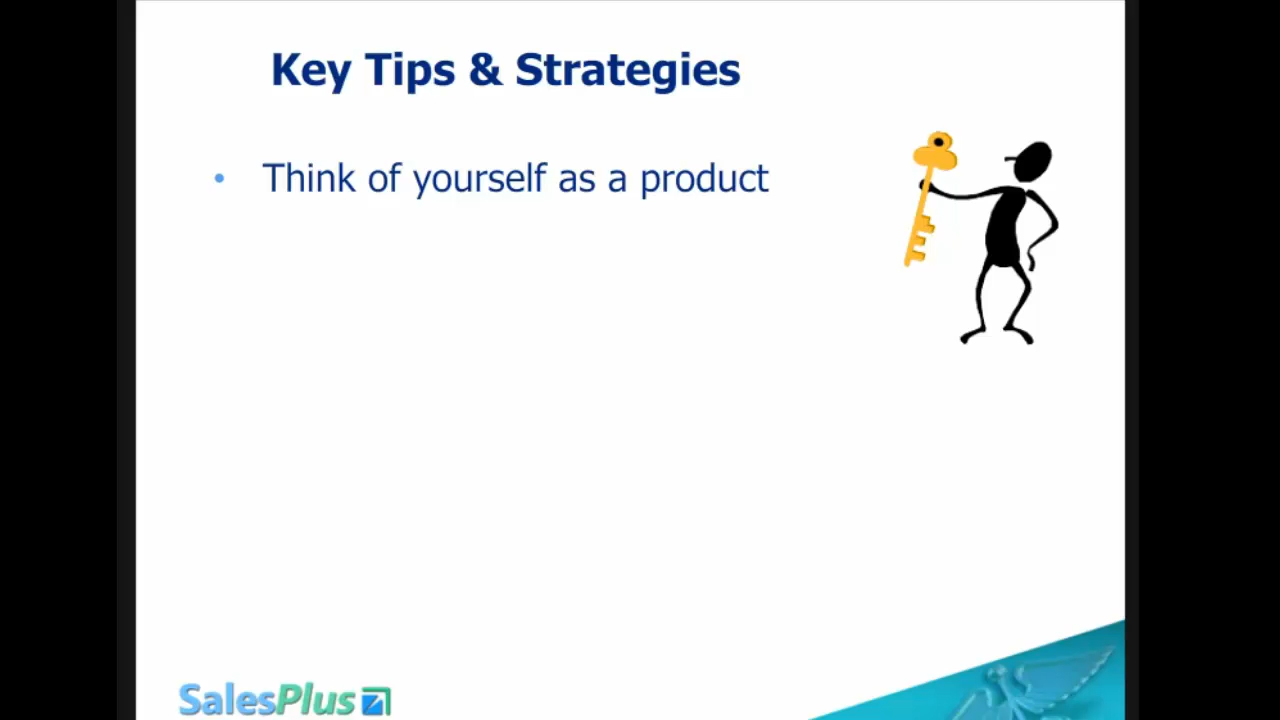 Key Tips & Strategies
• Think of yourself as a product
SalesPlus